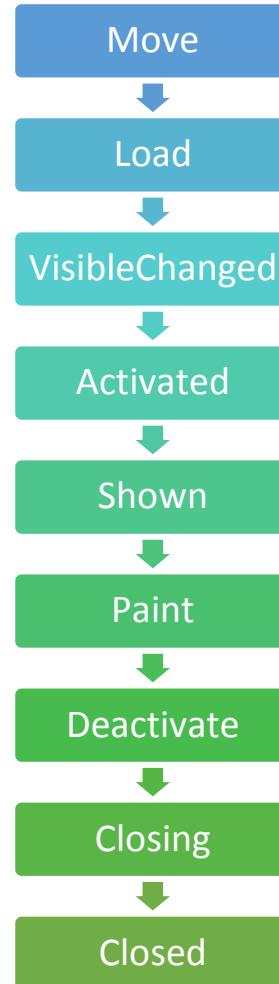 Move
Load
VisibleChanged
Activated
Shown
Paint
Deactivate
Closing
Closed